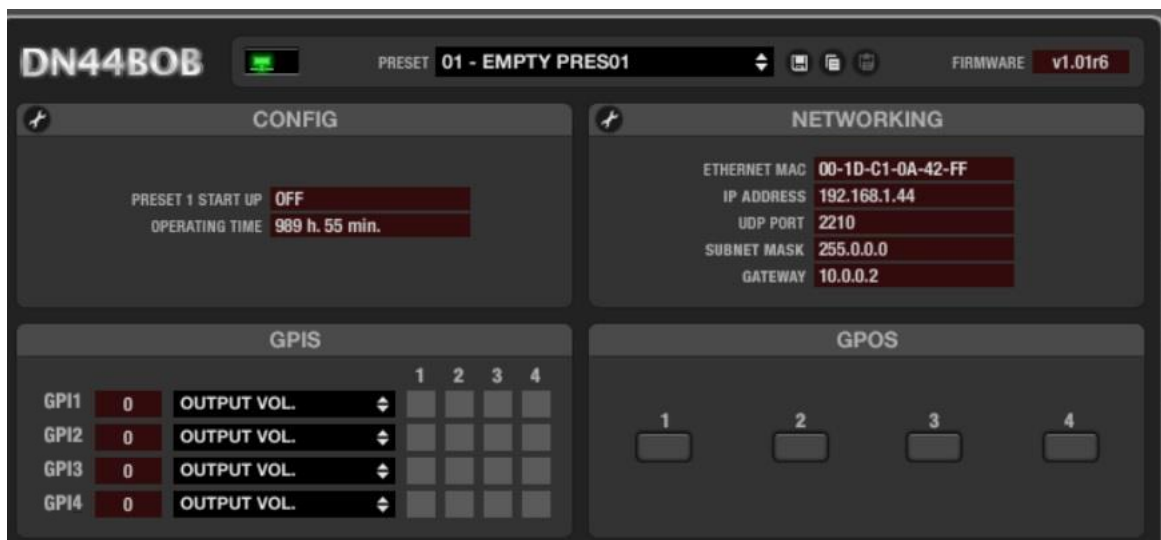 DN44BOB PRESET 01 - EMPTY PRES01 FIRMWARE v1.01r6
CONFIG
PRESET 1 START UP OFF
OPERATING TIME 989 h. 55 min.
NETWORKING
ETHERNET MAC 00-1D-C1-0A-42-FF
IP ADDRESS 192.168.1.44
UDP PORT 2210
SUBNET MASK 255.0.0.0
GATEWAY 10.0.0.2
GPIS
1 2 3 4
GPI1 0 OUTPUT VOL.
GPI2 0 OUTPUT VOL.
GPI3 0 OUTPUT VOL.
GPI4 0 OUTPUT VOL.
GPOS
1 2 3 4